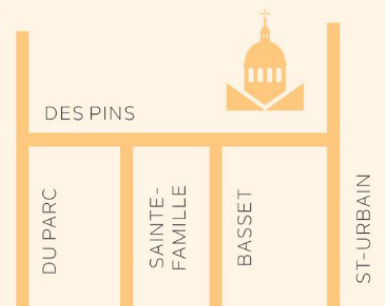 DES PINS
DU PARC
SAINTE-
FAMILLE
BASSET
ST-URBAIN